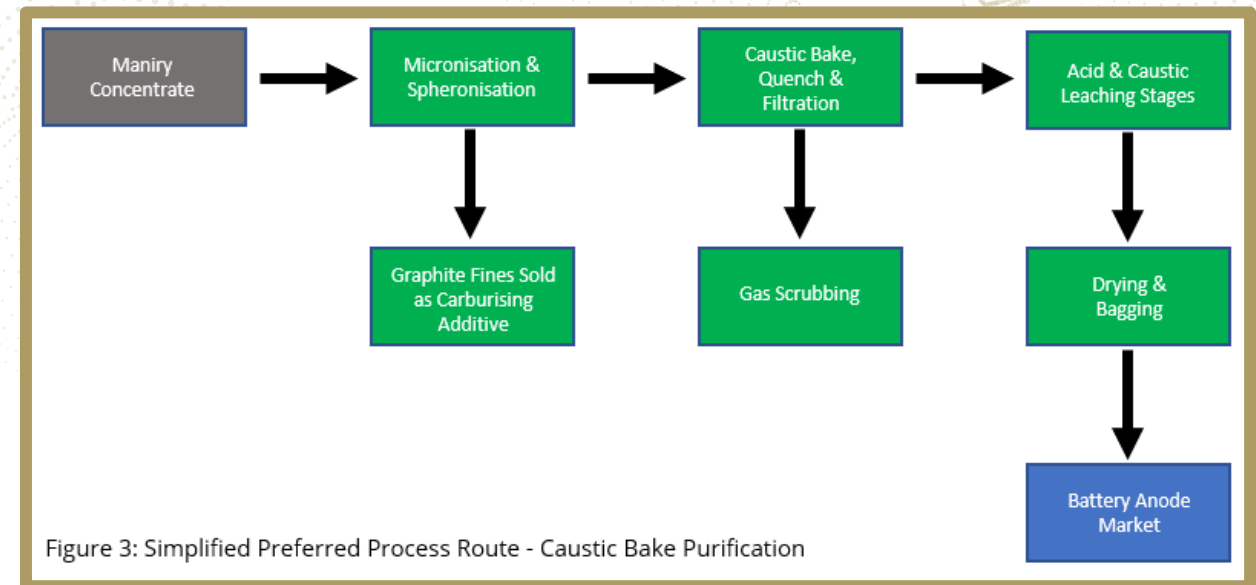 Maniry
Concentrate
Micronisation &
Spheronisation
Caustic Bake,
Quench &
Filtration
Acid & Caustic
Leaching Stages
Graphite Fines Sold
as Carburising
Additive
Gas Scrubbing
Drying &
Bagging
Battery Anode
Market
Figure 3: Simplified Preferred Process Route - Caustic Bake Purification